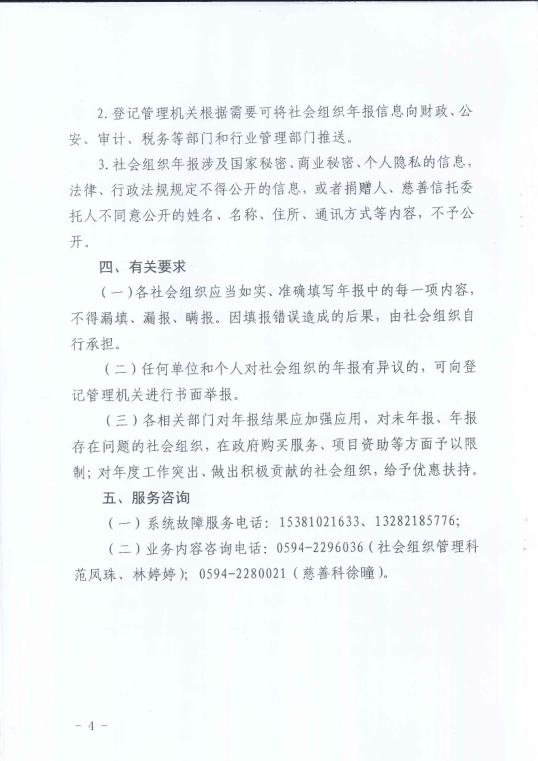 2.登记管理机关根据需要可将社会组织年报信息向财政、公
安、审计、税务等部门和行业管理部门推送。
3.社会组织年报涉及国家秘密、商业秘密、个人隐私的信息，
法律、行政法规规定不得公开的信息，或者捐赠人、慈善信托委
托人不同意公开的姓名、名称、住所、通讯方式等内容，不予公
开。
四、有关要求
（一）各社会组织应当如实、准确填写年报中的每一项内容，
不得漏填、漏报、瞒报。因填报错误造成的后果，由社会组织自
行承担。
（二）任何单位和个人对社会组织的年报有异议的，可向登
记管理机关进行书面举报。
（三）各相关部门对年报结果应加强应用，对未年报、年报
存在问题的社会组织，在政府购买服务、项目资助等方面予以限
制；对年度工作突出、做出积极贡献的社会组织，给予优惠扶持。
五、服务咨询
（一）系统故障服务电话：15381021633、13282185776；
（二）业务内容咨询电话：0594-2296036（社会组织管理科
范凤珠、林婷婷）；0594-2280021（慈善科徐曈）。
- 4 -